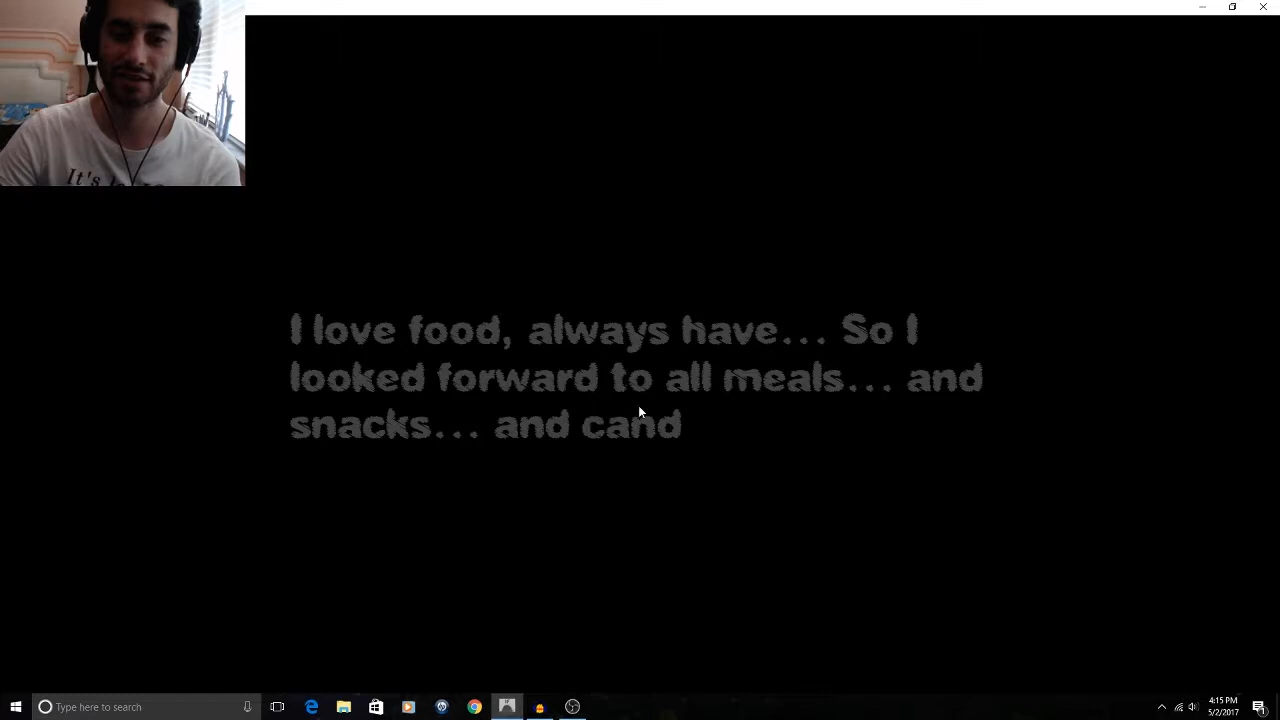 It's
I love food, always have... So I
looked forward to all meals... and
snacks... and cand
Type here to search
4:15 PM
5/2/2017